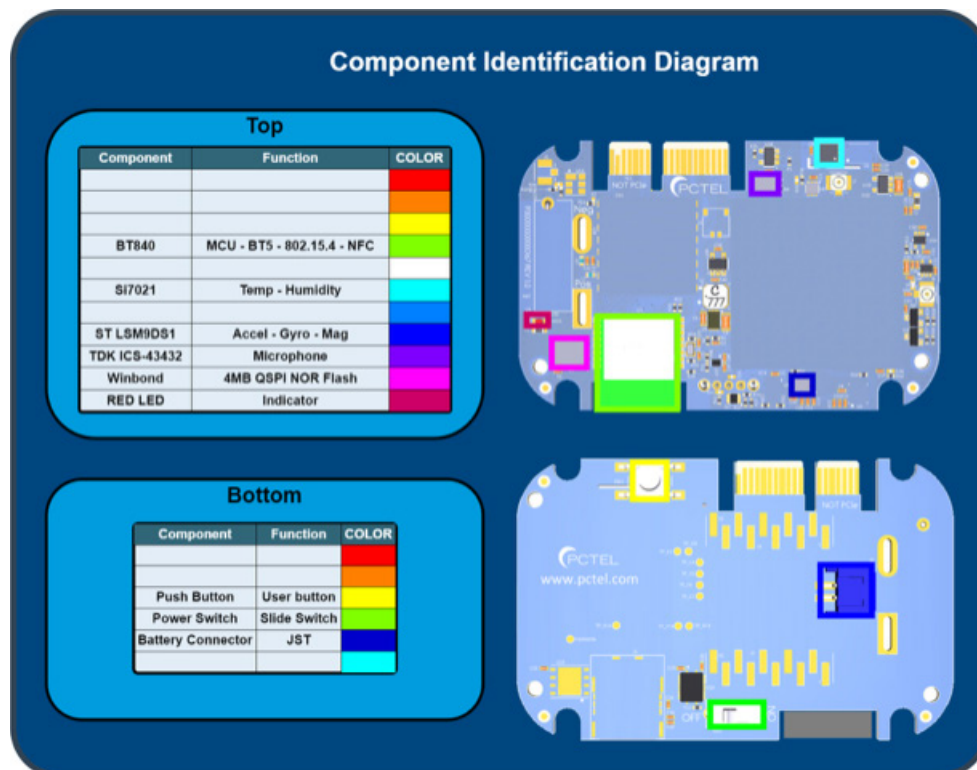 Component Identification Diagram
Top
Component Function COLOR
BT840 MCU - BT5 - 802.15.4 - NFC
Si7021 Temp - Humidity
ST LSM9DS1 Accel - Gyro - Mag
TDK ICS-43432 Microphone
Winbond 4MB QSPI NOR Flash
RED LED Indicator
NOT PCIe
PCTEL
C
777
Bottom
Component Function COLOR
Push Button User button
Power Switch Slide Switch
Battery Connector JST
NOT PCIe
PCTEL
www.pctel.com
OFF
ON